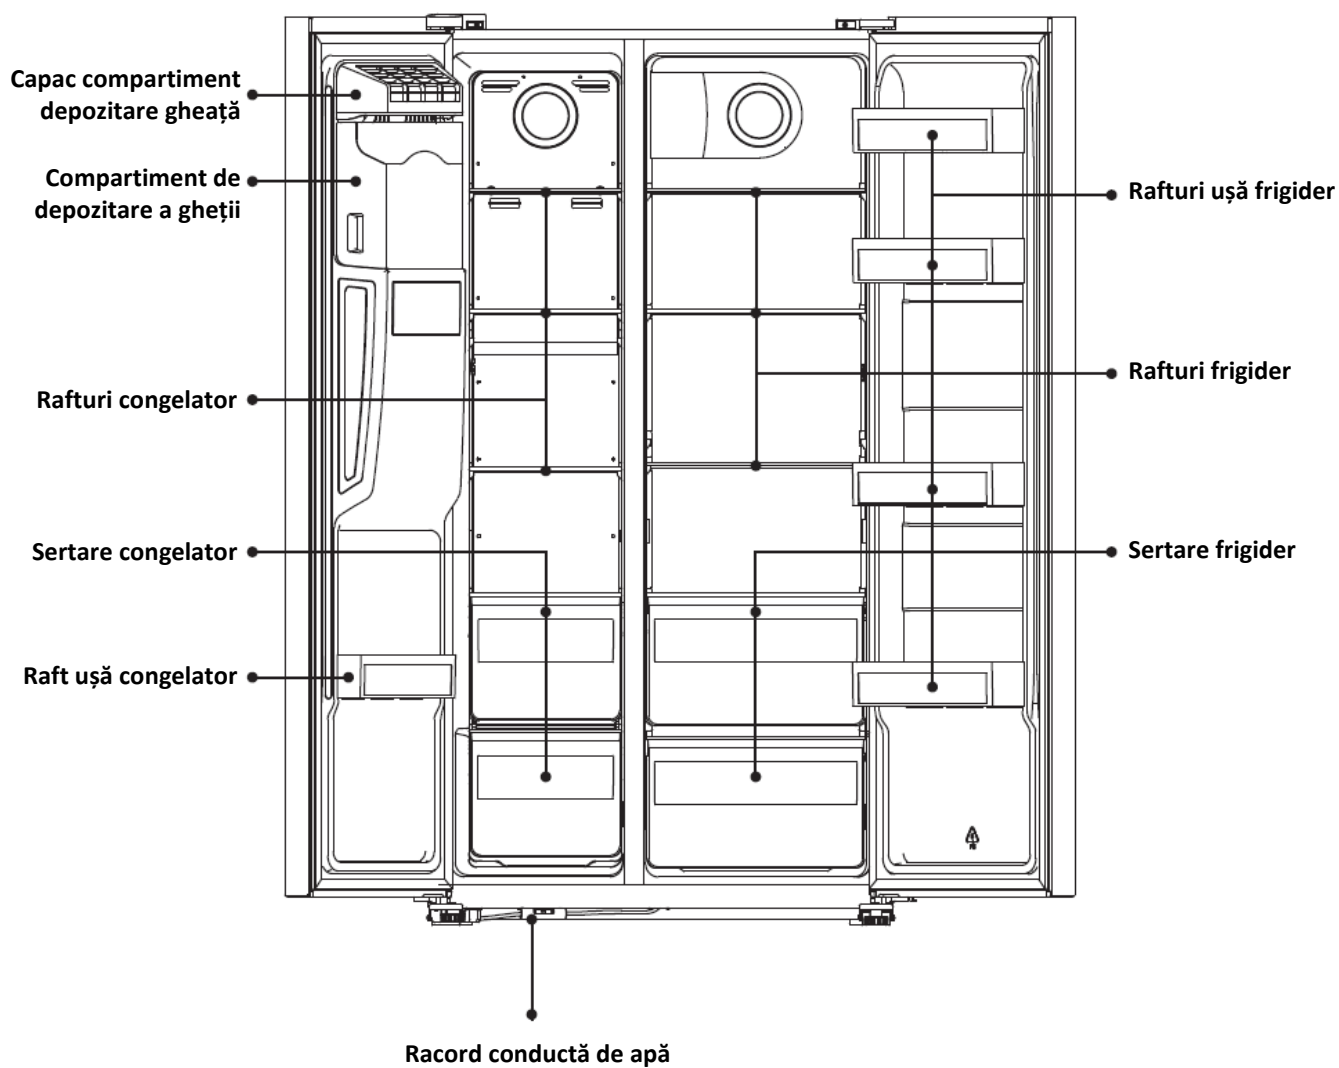 Capac compartiment
depozitare gheață
Compartiment de
depozitare a gheții
Rafturi congelator
Sertare congelator
Raft ușă congelator
Rafturi ușă frigider
Rafturi frigider
Sertare frigider
Racord conductă de apă